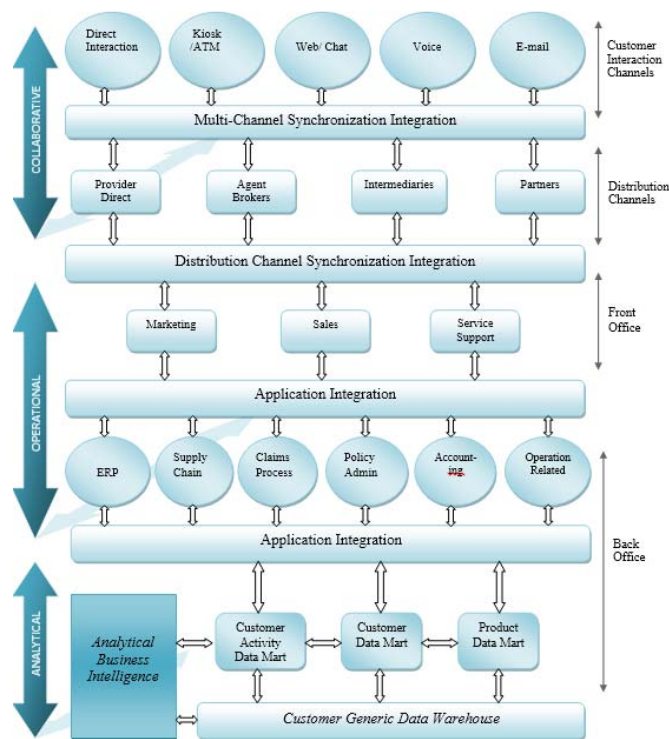 Direct
Interaction
Kiosk
/ATM
Web/ Chat
Voice
E-mail
Customer
Interaction
Channels
Multi-Channel Synchronization Integration
COLLABORATIVE
Provider
Direct
Agent
Brokers
Intermediaries
Partners
Distribution
Channels
Distribution Channel Synchronization Integration
Marketing
Sales
Service
Support
Front
Office
Application Integration
OPERATIONAL
ERP
Supply
Chain
Claims
Process
Policy
Admin
Account-
ing
Operation
Related
Application Integration
Back
Office
ANALYTICAL
Analytical
Business
Intelligence
Customer
Activity
Data Mart
Customer
Data Mart
Product
Data Mart
Customer Generic Data Warehouse